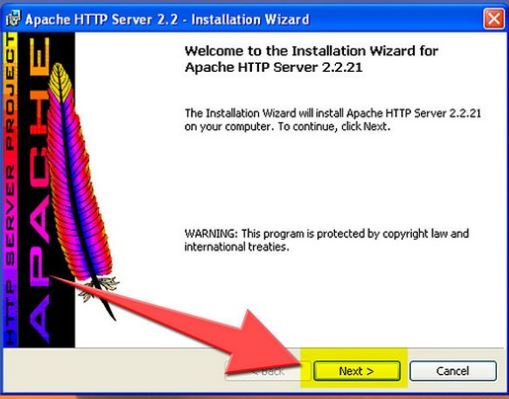 Apache HTTP Server 2.2 - Installation Wizard
HTTP SERVER PROJECT
APACHE
Welcome to the Installation Wizard for
Apache HTTP Server 2.2.21
The Installation Wizard will install Apache HTTP Server 2.2.21
on your computer. To continue, click Next.
WARNING: This program is protected by copyright law and
international treaties.
< Back
Next >
Cancel